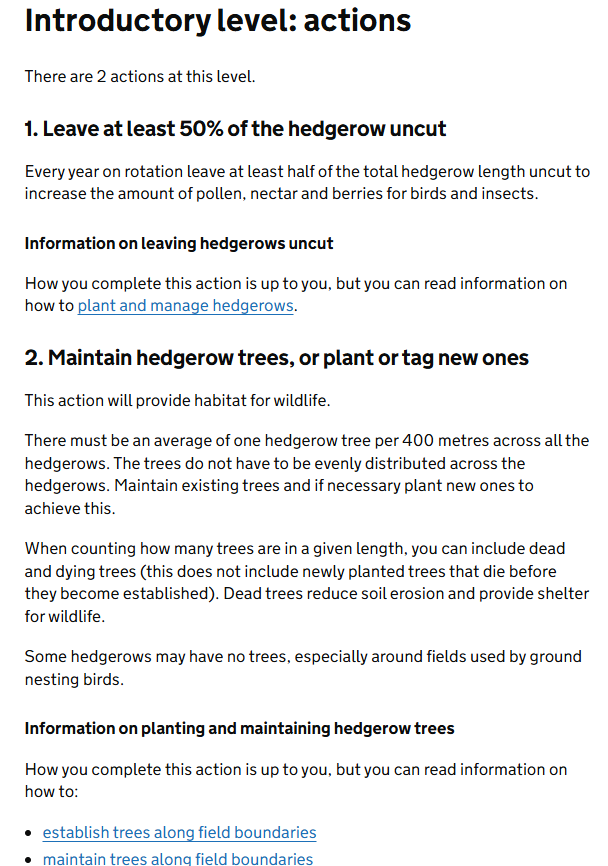 Introductory level: actions
There are 2 actions at this level.
1. Leave at least 50% of the hedgerow uncut
Every year on rotation leave at least half of the total hedgerow length uncut to
increase the amount of pollen, nectar and berries for birds and insects.
Information on leaving hedgerows uncut
How you complete this action is up to you, but you can read information on
how to plant and manage hedgerows.
2. Maintain hedgerow trees, or plant or tag new ones
This action will provide habitat for wildlife.
There must be an average of one hedgerow tree per 400 metres across all the
hedgerows. The trees do not have to be evenly distributed across the
hedgerows. Maintain existing trees and if necessary plant new ones to
achieve this.
When counting how many trees are in a given length, you can include dead
and dying trees (this does not include newly planted trees that die before
they become established). Dead trees reduce soil erosion and provide shelter
for wildlife.
Some hedgerows may have no trees, especially around fields used by ground
nesting birds.
Information on planting and maintaining hedgerow trees
How you complete this action is up to you, but you can read information on
how to:
• establish trees along field boundaries
• maintain trees along field boundaries